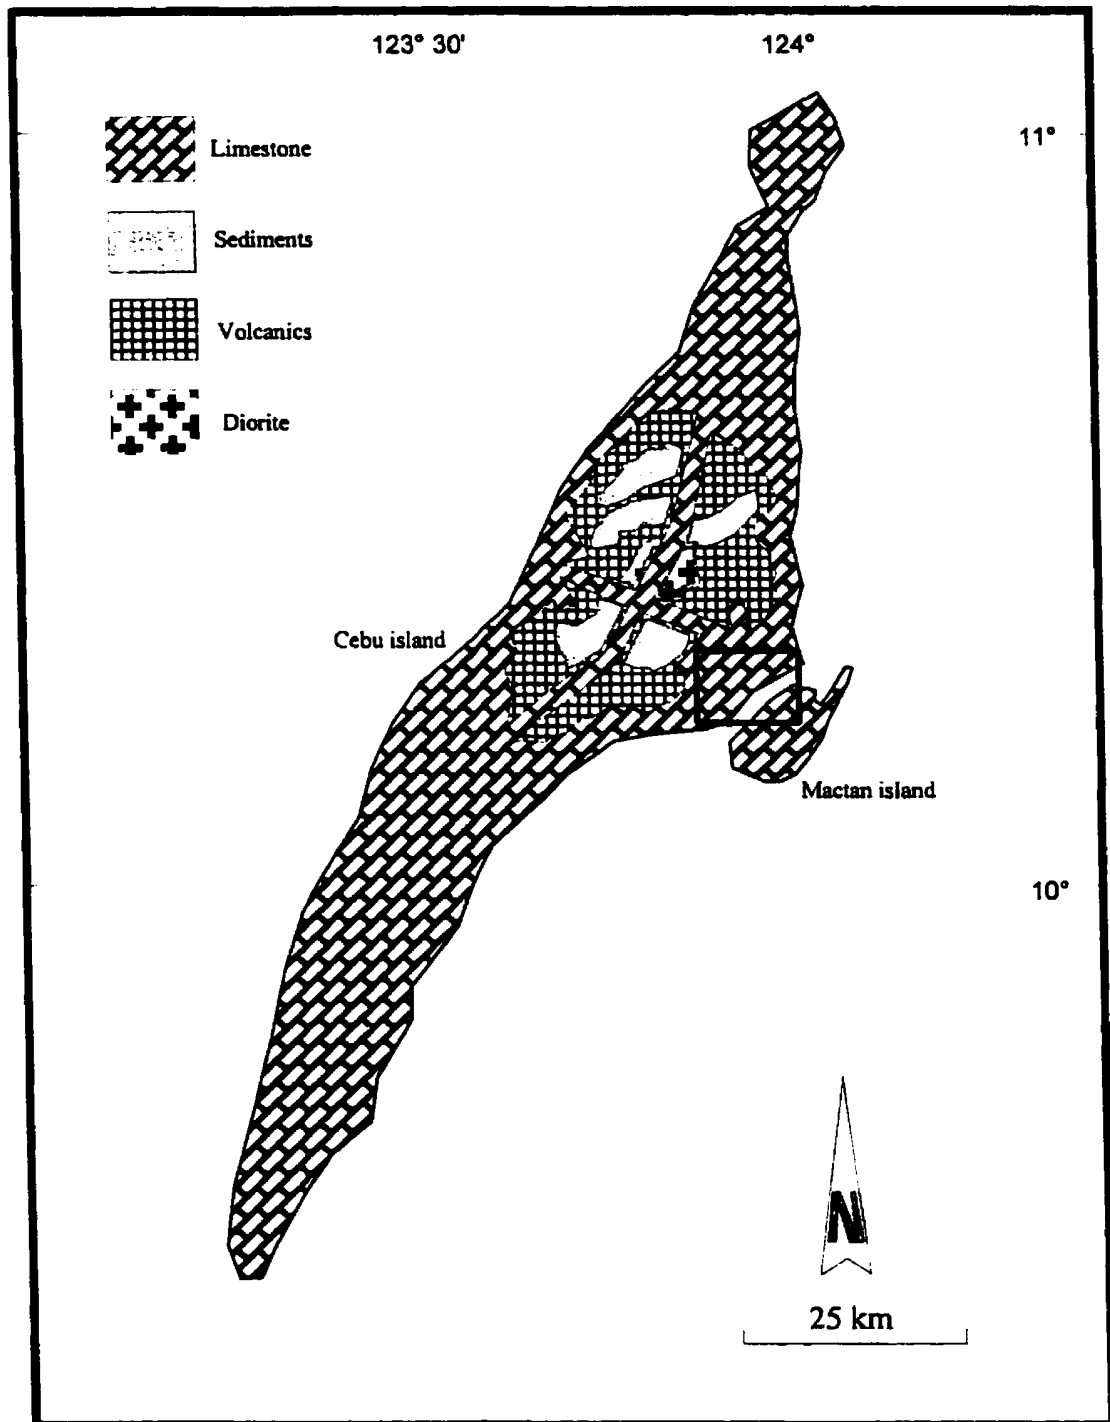 123° 30'
124°
11°
Limestone
Sediments
Volcanics
Diorite
Cebu island
Mactan island
10°
N
25 km